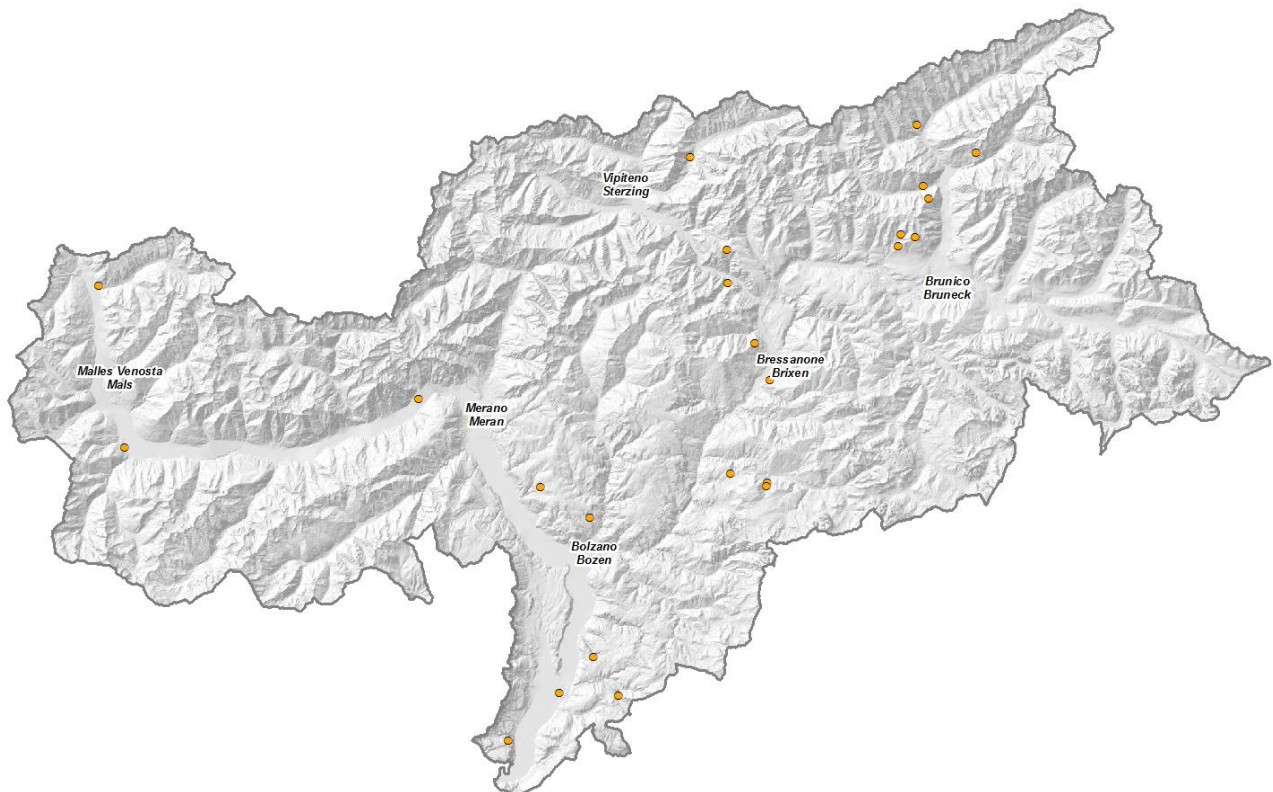 Vipiteno
Sterzing
Brunico
Bruneck
Bressanone
Brixen
Malles Venosta
Mals
Merano
Meran
Bolzano
Bozen